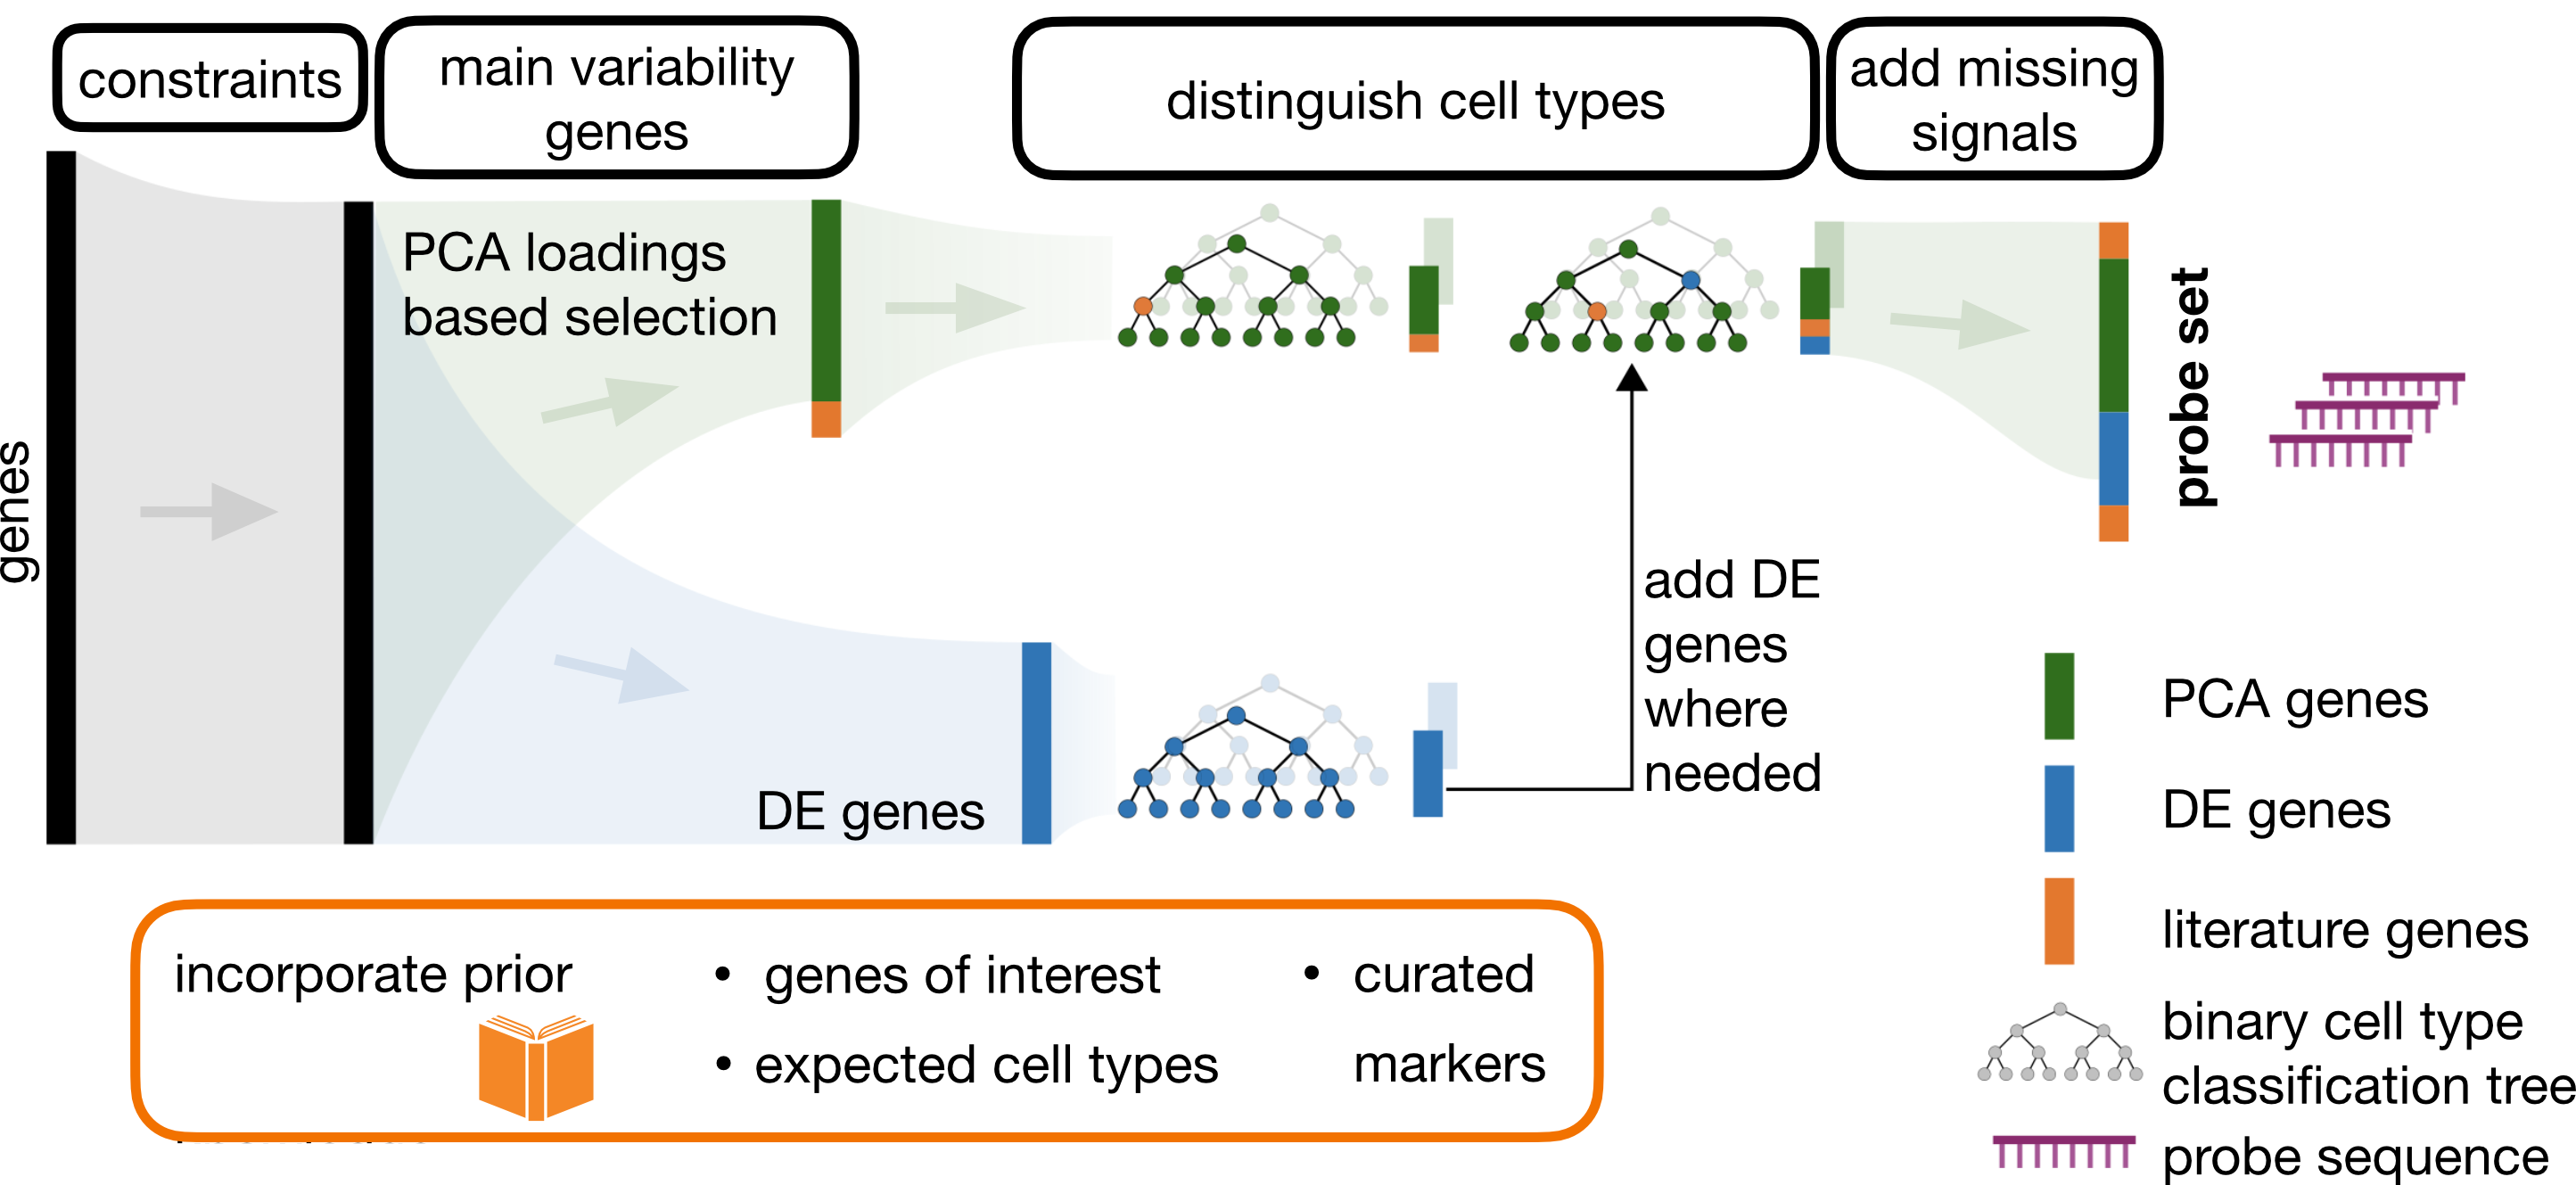 constraints
main variability
genes
distinguish cell types
add missing
signals
genes
PCA loadings
based selection
DE genes
add DE
genes
where
needed
probe set
PCA genes
DE genes
literature genes
binary cell type
classification tree
probe sequence
incorporate prior
• genes of interest
• expected cell types
• curated
markers